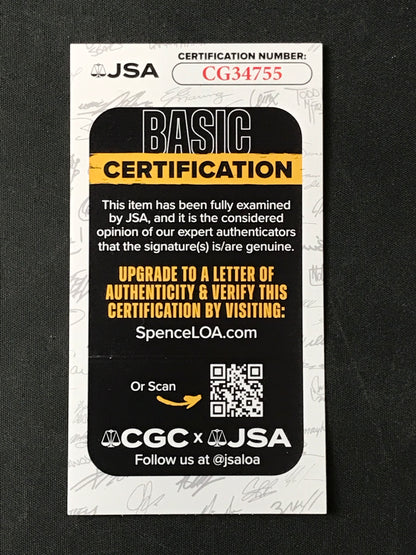 JSA
CERTIFICATION NUMBER:
CG34755
BASIC
CERTIFICATION
This item has been fully examined
by JSA, and it is the considered
opinion of our expert authenticators
that the signature(s) is/are genuine.
UPGRADE TO A LETTER OF
AUTHENTICITY & VERIFY THIS
CERTIFICATION BY VISITING:
SpenceLOA.com
Or Scan
CGC x JSA
Follow us at @jsaloa